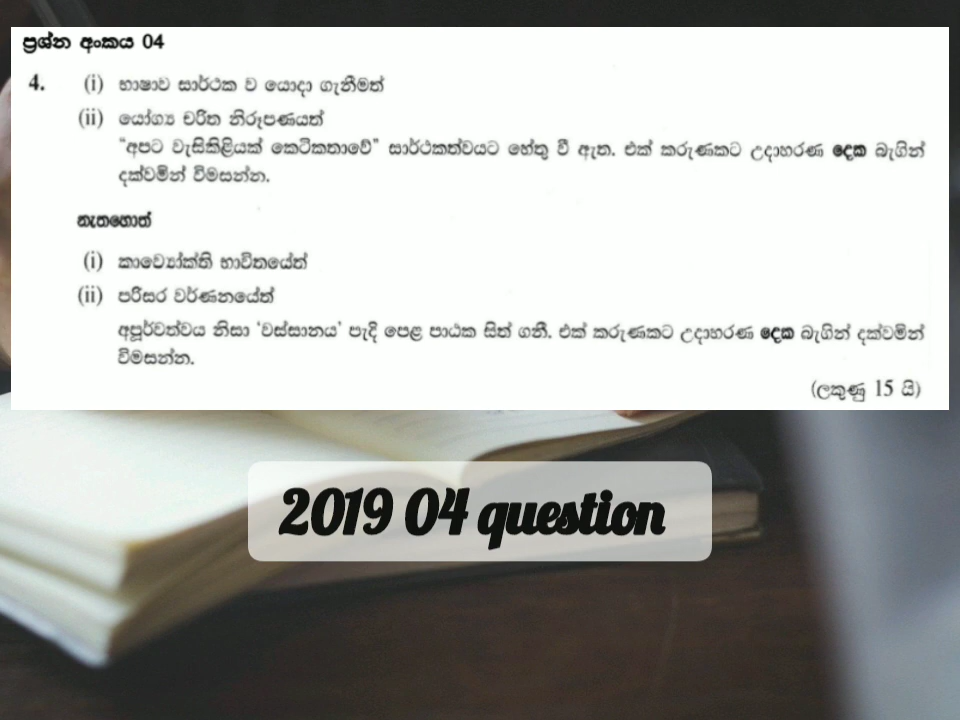 ප්‍රශ්න අංකය 04
4. (i) භාෂාව සාර්ථක ව යොදා ගැනීමත්
(ii) යෝග්‍ය චරිත නිරූපණයත්
"අපට වැසිකිළියක් කෙටිකතාවේ" සාර්ථකත්වයට හේතු වී ඇත. එක් කරුණකට උදාහරණ දෙක බැගින්
දක්වමින් විමසන්න.
නැතහොත්
(i) කාව්‍යෝක්ති භාවිතයේත්
(ii) පරිසර වර්ණනයේත්
අපූර්වත්වය නිසා 'වස්සානය' පැදි පෙළ පාඨක සිත් ගනී. එක් කරුණකට උදාහරණ දෙක බැගින් දක්වමින්
විමසන්න.
(ලකුණු 15 යි)
2019 04 question